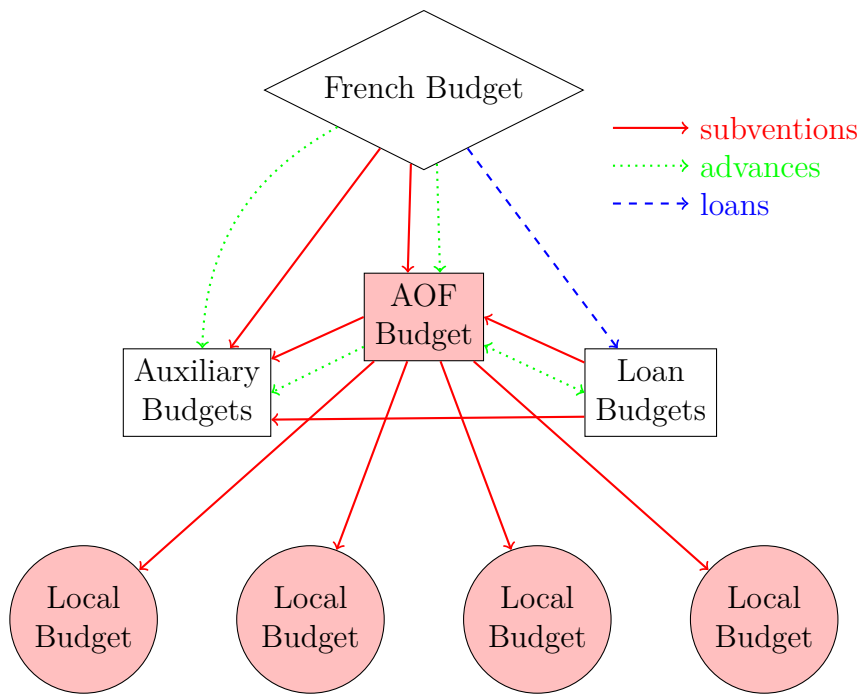 French Budget
subventions
advances
loans
AOF
Budget
Auxiliary
Budgets
Loan
Budgets
Local
Budget
Local
Budget
Local
Budget
Local
Budget